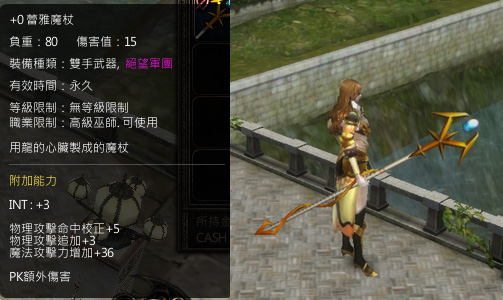 +0 蕾雅魔杖
負重：80 傷害值：15
裝備種類：雙手武器, 絕望軍團
有效時間：永久
等級限制：無等級限制
職業限制：高級巫師.可使用
用龍的心臟製成的魔杖
附加能力
INT : +3
物理攻擊命中校正+5
物理攻擊追加+3
魔法攻擊力增加+36
PK額外傷害
所持金
CASH